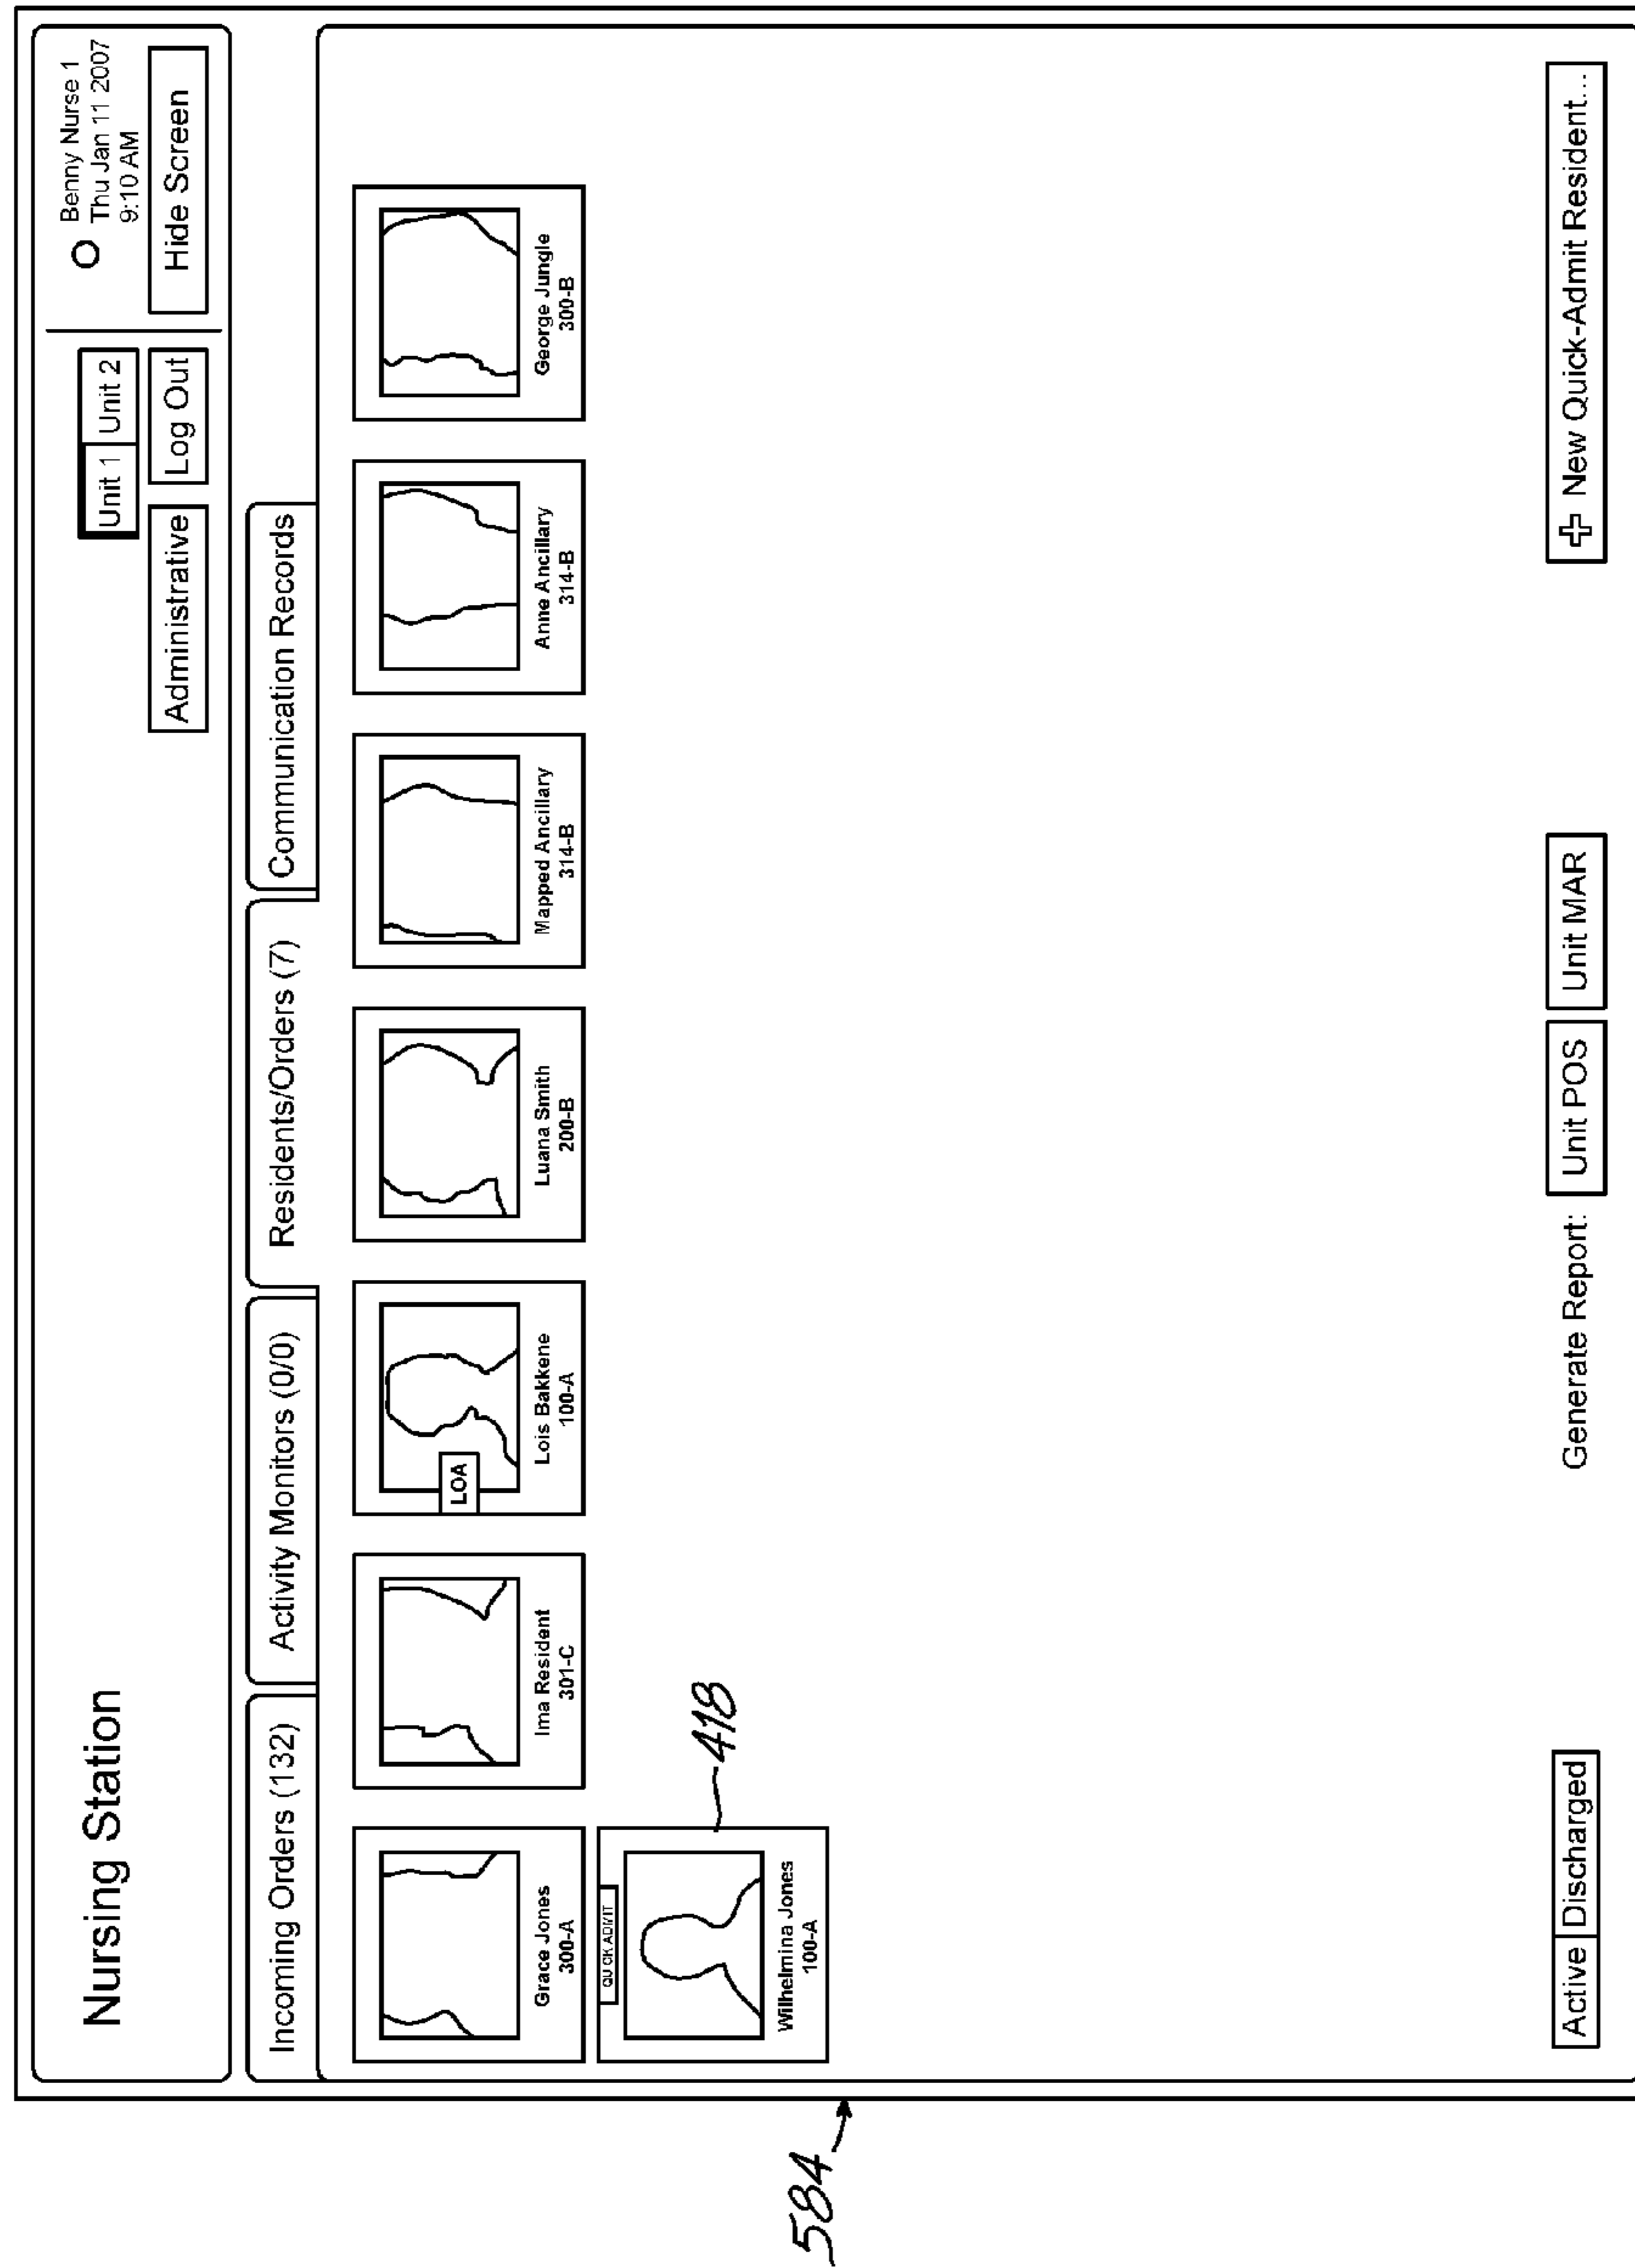 Nursing Station
Unit 1 Unit 2
Benny Nurse 1
Thu Jan 11 2007
9:10 AM
Administrative
Log Out
Hide Screen
Incoming Orders (132)
Activity Monitors (0/0)
Residents/Orders (7)
Communication Records
Grace Jones
300-A
Ima Resident
301-C
LOA
Lois Bakkene
100-A
Luana Smith
200-B
Mapped Ancillary
314-B
Anne Ancillary
314-B
George Jungle
300-B
QUICK ADMIT
Wilhelmina Jones
100-A
418
584
Active Discharged
Generate Report:
Unit POS
Unit MAR
New Quick-Admit Resident...